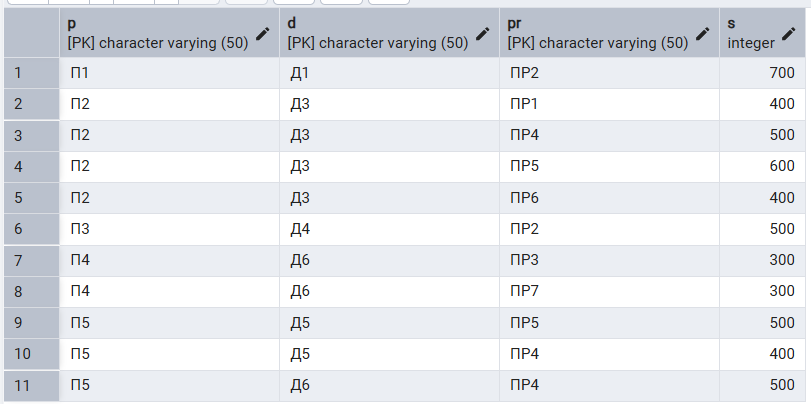 p d pr s
[PK] character varying (50) [PK] character varying (50) [PK] character varying (50) integer
1 П1 Д1 ПР2 700
2 П2 Д3 ПР1 400
3 П2 Д3 ПР4 500
4 П2 Д3 ПР5 600
5 П2 Д3 ПР6 400
6 П3 Д4 ПР2 500
7 П4 Д6 ПР3 300
8 П4 Д6 ПР7 300
9 П5 Д5 ПР5 500
10 П5 Д5 ПР4 400
11 П5 Д6 ПР4 500